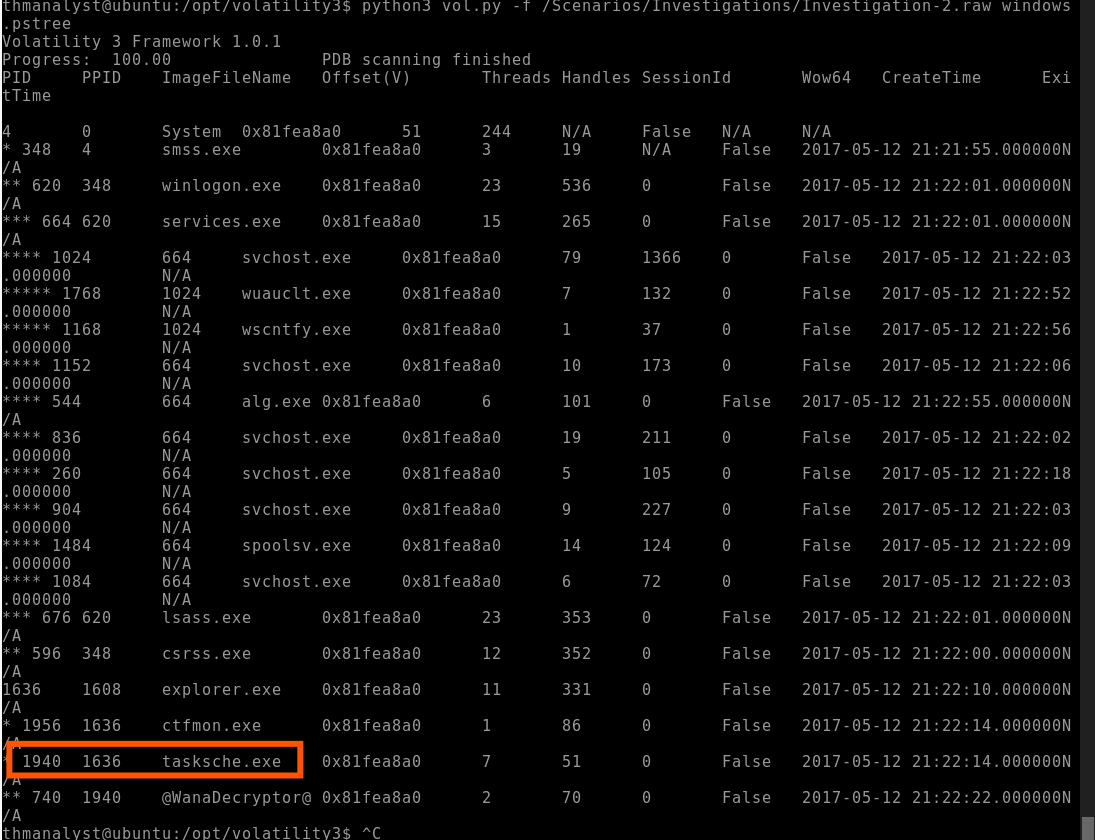 thmanalyst@ubuntu:/opt/volatility3$ python3 vol.py -f /Scenarios/Investigations/Investigation-2.raw windows
.pstree
Volatility 3 Framework 1.0.1
Progress:  100.00               PDB scanning finished
PID     PPID    ImageFileName   Offset(V)       Threads Handles SessionId       Wow64   CreateTime      Exi
tTime
4       0       System  0x81fea8a0      51      244     N/A     False   N/A     N/A
* 348   4       smss.exe        0x81fea8a0      3       19      N/A     False   2017-05-12 21:21:55.000000N
/A
** 620  348     winlogon.exe    0x81fea8a0      23      536     0       False   2017-05-12 21:22:01.000000N
/A
*** 664 620     services.exe    0x81fea8a0      15      265     0       False   2017-05-12 21:22:01.000000N
/A
**** 1024       664     svchost.exe     0x81fea8a0      79      1366    0       False   2017-05-12 21:22:03
.000000         N/A
***** 1768      1024    wuauclt.exe     0x81fea8a0      7       132     0       False   2017-05-12 21:22:52
.000000         N/A
***** 1168      1024    wscntfy.exe     0x81fea8a0      1       37      0       False   2017-05-12 21:22:56
.000000         N/A
**** 1152       664     svchost.exe     0x81fea8a0      10      173     0       False   2017-05-12 21:22:06
.000000         N/A
**** 544        664     alg.exe 0x81fea8a0      6       101     0       False   2017-05-12 21:22:55.000000N
/A
**** 836        664     svchost.exe     0x81fea8a0      19      211     0       False   2017-05-12 21:22:02
.000000         N/A
**** 260        664     svchost.exe     0x81fea8a0      5       105     0       False   2017-05-12 21:22:18
.000000         N/A
**** 904        664     svchost.exe     0x81fea8a0      9       227     0       False   2017-05-12 21:22:03
.000000         N/A
**** 1484       664     spoolsv.exe     0x81fea8a0      14      124     0       False   2017-05-12 21:22:09
.000000         N/A
**** 1084       664     svchost.exe     0x81fea8a0      6       72      0       False   2017-05-12 21:22:03
.000000         N/A
*** 676 620     lsass.exe       0x81fea8a0      23      353     0       False   2017-05-12 21:22:01.000000N
/A
** 596  348     csrss.exe       0x81fea8a0      12      352     0       False   2017-05-12 21:22:00.000000N
/A
1636    1608    explorer.exe    0x81fea8a0      11      331     0       False   2017-05-12 21:22:10.000000N
/A
* 1956  1636    ctfmon.exe      0x81fea8a0      1       86      0       False   2017-05-12 21:22:14.000000N
/A
* 1940  1636    tasksche.exe    0x81fea8a0      7       51      0       False   2017-05-12 21:22:14.000000N
/A
** 740  1940    @WanaDecryptor@ 0x81fea8a0      2       70      0       False   2017-05-12 21:22:22.000000N
/A
thmanalyst@ubuntu:/opt/volatility3$ ^C